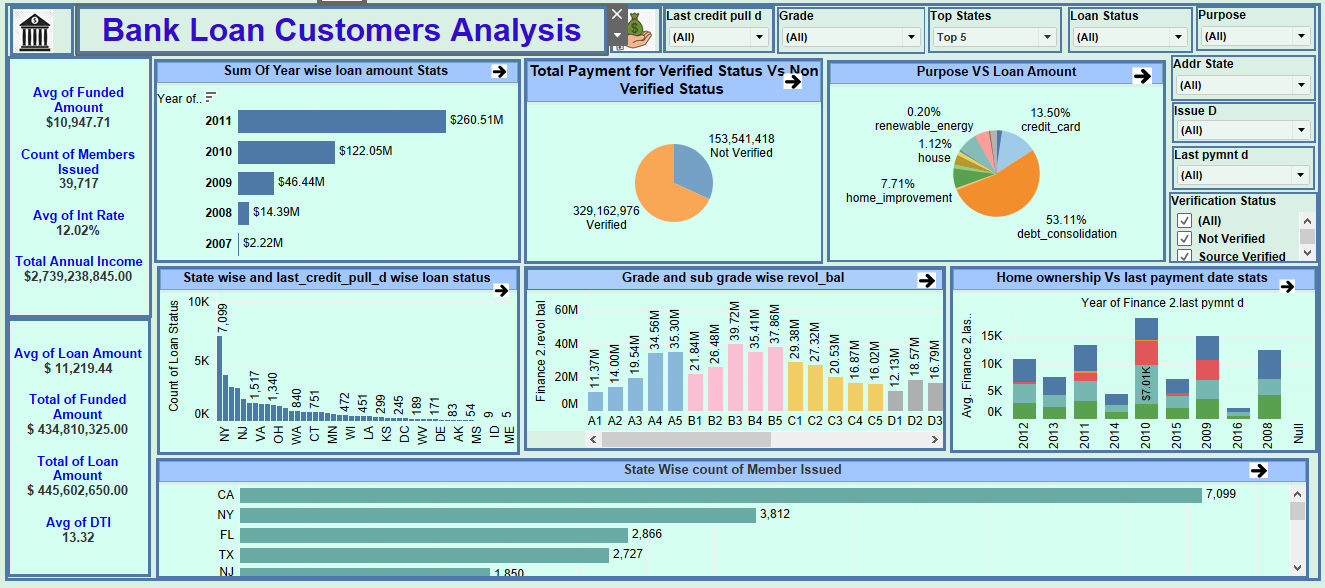 Bank Loan Customers Analysis
Last credit pull d
(All)
Grade
(All)
Top States
Top 5
Loan Status
(All)
Purpose
(All)
Addr State
(All)
Issue D
(All)
Last pymnt d
(All)
Verification Status
(All)
Not Verified
Source Verified
Avg of Funded
Amount
$10,947.71
Count of Members
Issued
39,717
Avg of Int Rate
12.02%
Total Annual Income
$2,739,238,845.00
Avg of Loan Amount
$ 11,219.44
Total of Funded
Amount
$ 434,810,325.00
Total of Loan
Amount
$ 445,602,650.00
Avg of DTI
13.32
Sum Of Year wise loan amount Stats
Year of..
2011 $260.51M
2010 $122.05M
2009 $46.44M
2008 $14.39M
2007 $2.22M
Total Payment for Verified Status Vs Non
Verified Status
153,541,418
Not Verified
329,162,976
Verified
Purpose VS Loan Amount
0.20%
renewable_energy
13.50%
credit_card
1.12%
house
7.71%
home_improvement
53.11%
debt_consolidation
State wise and last_credit_pull_d wise loan status
Count of Loan Status
10K
5K
0K
7,099
1,517
1,340
840
751
472
451
299
245
189
171
83
54
9
5
NY NJ VA OH WA CT MN WI LA KS DC WV DE AK MS ID ME
Grade and sub grade wise revol_bal
Finance 2.revol bal
60M
40M
20M
0M
11.37M
14.00M
19.54M
34.56M
35.30M
21.84M
26.48M
39.72M
35.41M
37.86M
29.38M
27.32M
20.53M
16.87M
16.02M
12.13M
18.57M
16.79M
A1 A2 A3 A4 A5 B1 B2 B3 B4 B5 C1 C2 C3 C4 C5 D1 D2 D3
Home ownership Vs last payment date stats
Year of Finance 2.last pymnt d
Avg. Finance 2.las..
15K
10K
5K
0K
$7.01K
2012 2013 2011 2014 2010 2015 2009 2016 2008 Null
State Wise count of Member Issued
CA 7,099
NY 3,812
FL 2,866
TX 2,727
NJ 1,850